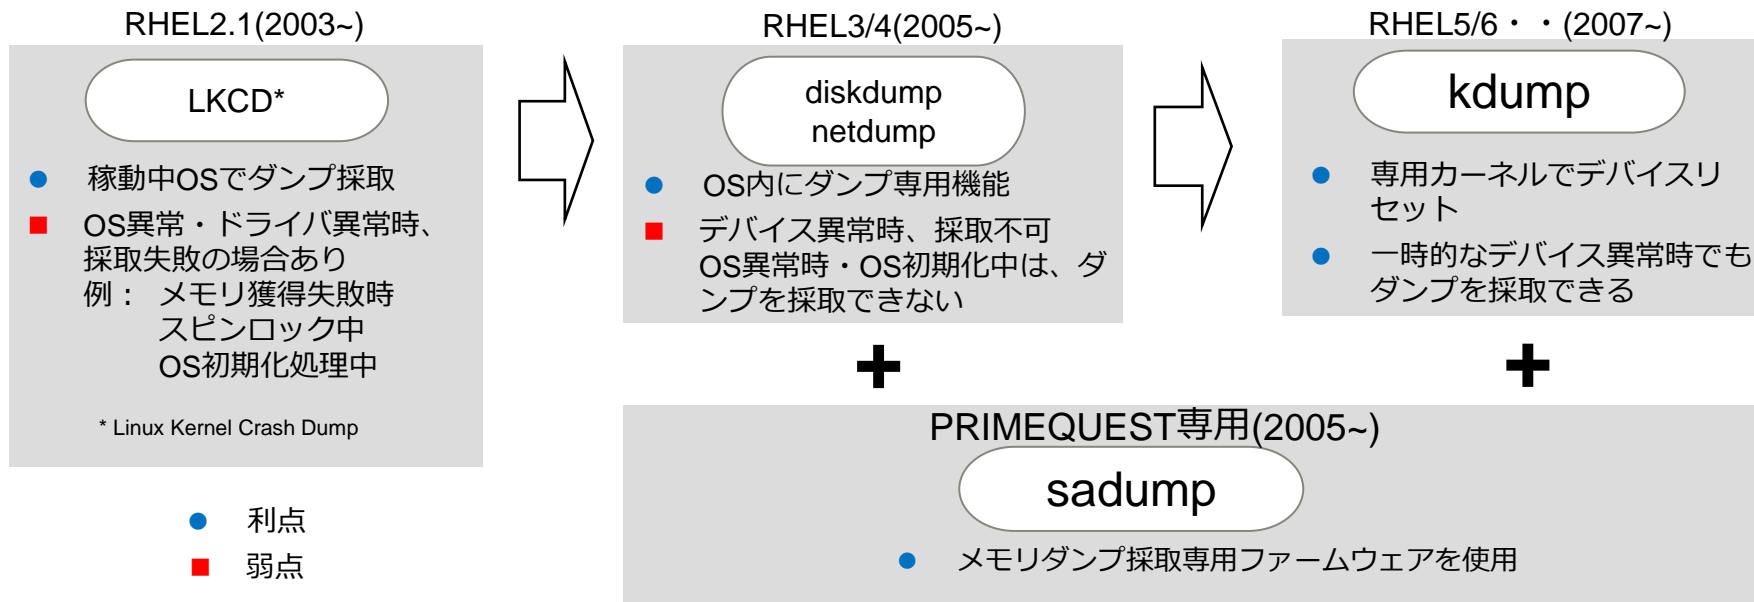 RHEL2.1(2003~)
LKCD*
稼動中OSでダンプ採取
OS異常・ドライバ異常時、
採取失敗の場合あり
例： メモリ獲得失敗時
スピンロック中
OS初期化処理中
* Linux Kernel Crash Dump
RHEL3/4(2005~)
diskdump
netdump
OS内にダンプ専用機能
デバイス異常時、採取不可
OS異常時・OS初期化中は、ダ
ンプを採取できない
RHEL5/6・・(2007~)
kdump
専用カーネルでデバイスリ
セット
一時的なデバイス異常時でも
ダンプを採取できる
+
+
PRIMEQUEST専用(2005~)
sadump
メモリダンプ採取専用ファームウェアを使用
利点
弱点